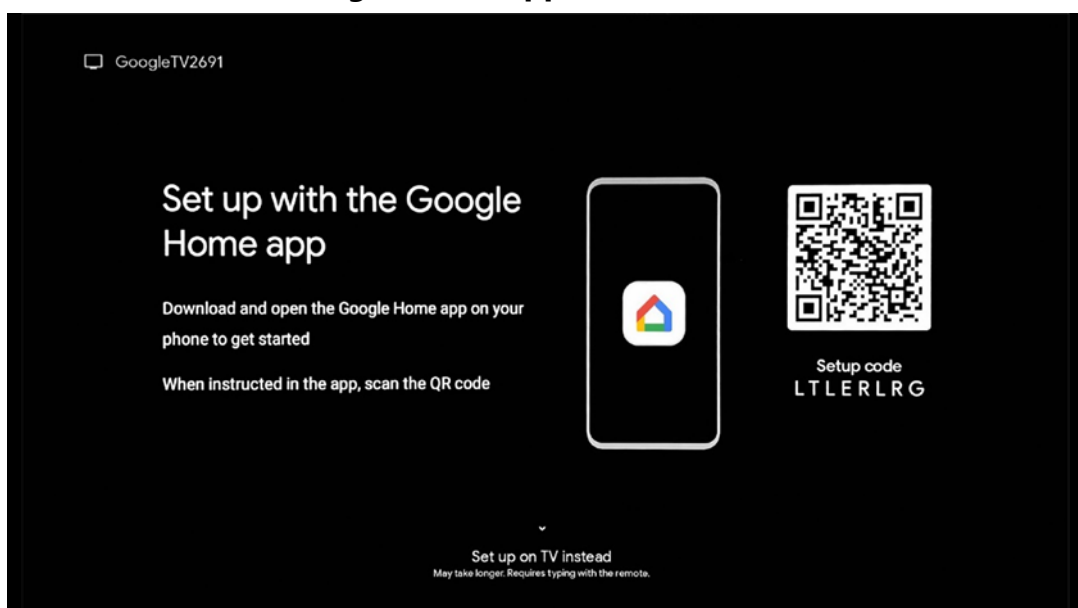 GoogleTV2691
Set up with the Google
Home app
Download and open the Google Home app on your
phone to get started
When instructed in the app, scan the QR code
Setup code
LTLERLRG
Set up on TV instead
May take longer. Requires typing with the remote.